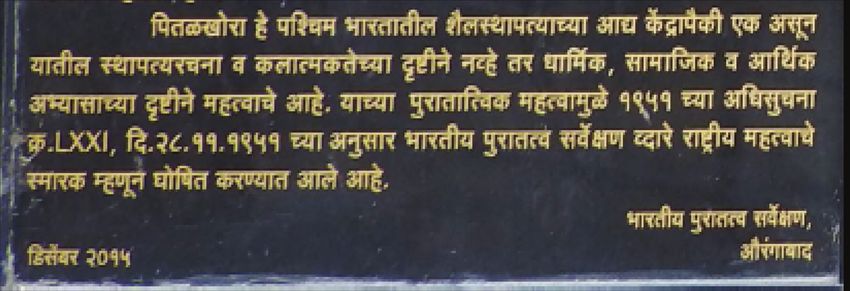 पितळखोरा हे पश्चिम भारतातील शैलस्थापत्याच्या आद्य केंद्रापैकी एक असून
यातील स्थापत्यरचना व कलात्मकतेच्या दृष्टीने नव्हे तर धार्मिक, सामाजिक व आर्थिक
अभ्यासाच्या दृष्टीने महत्वाचे आहे. याच्या पुरातात्विक महत्वामुळे १९५१ च्या अधिसुचना
क्र.LXXI, दि.२८.११.१९५१ च्या अनुसार भारतीय पुरातत्व सर्वेक्षण व्दारे राष्ट्रीय महत्वाचे
स्मारक म्हणून घोषित करण्यात आले आहे.
भारतीय पुरातत्व सर्वेक्षण,
औरंगाबाद
डिसेंबर २०१५